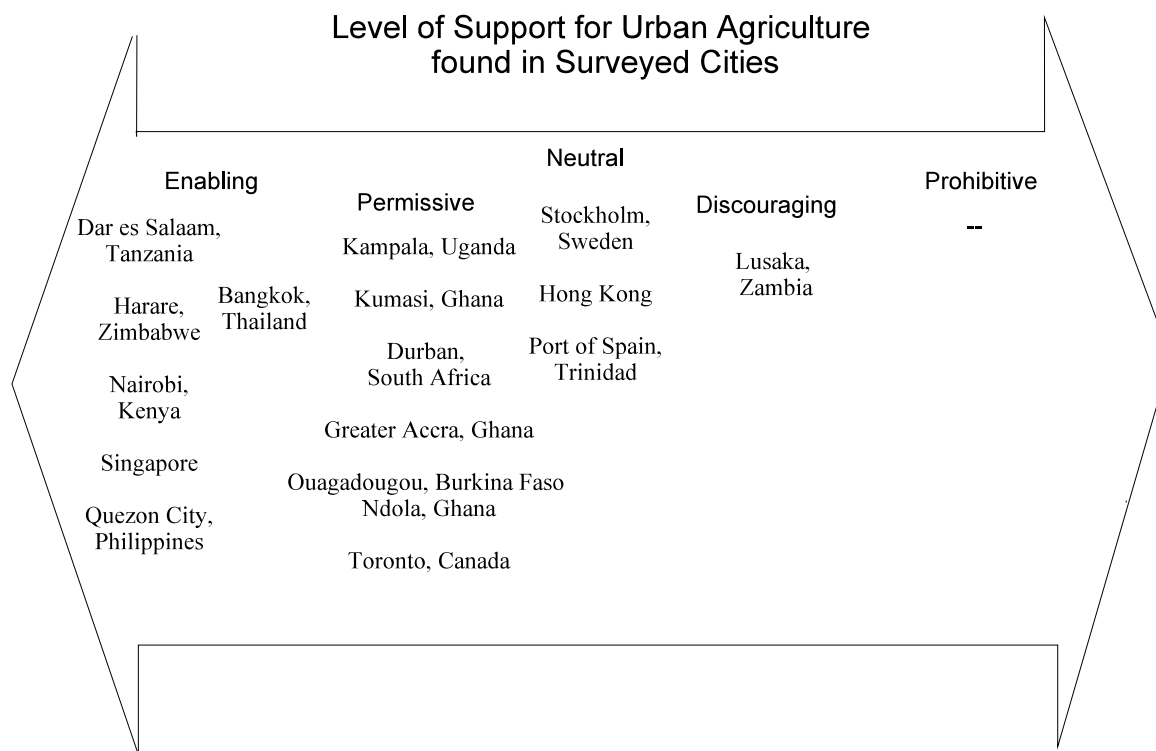 Level of Support for Urban Agriculture
found in Surveyed Cities
Enabling
Dar es Salaam,
Tanzania
Harare,
Zimbabwe
Bangkok,
Thailand
Nairobi,
Kenya
Singapore
Quezon City,
Philippines
Permissive
Kampala, Uganda
Kumasi, Ghana
Durban,
South Africa
Greater Accra, Ghana
Ouagadougou, Burkina Faso
Ndola, Ghana
Toronto, Canada
Neutral
Stockholm,
Sweden
Hong Kong
Port of Spain,
Trinidad
Discouraging
Lusaka,
Zambia
Prohibitive
--